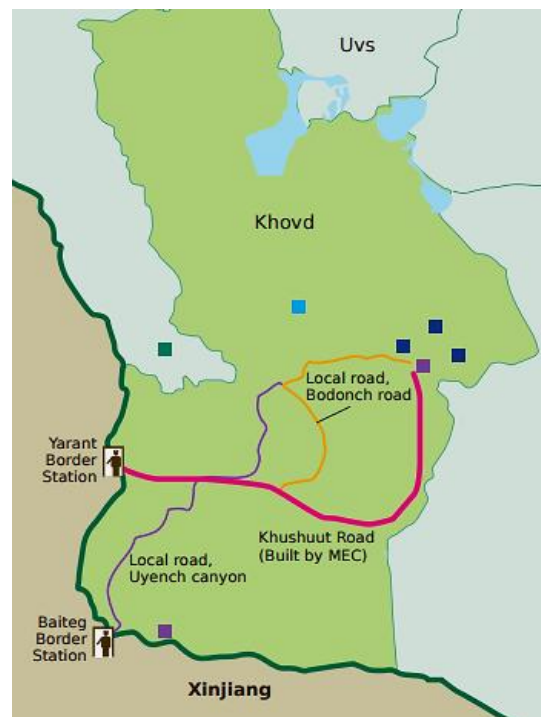 Uvs
Khovd
Local road,
Bodonch road
Yarant
Border
Station
Khushuut Road
(Built by MEC)
Local road,
Uyench canyon
Baiteg
Border
Station
Xinjiang